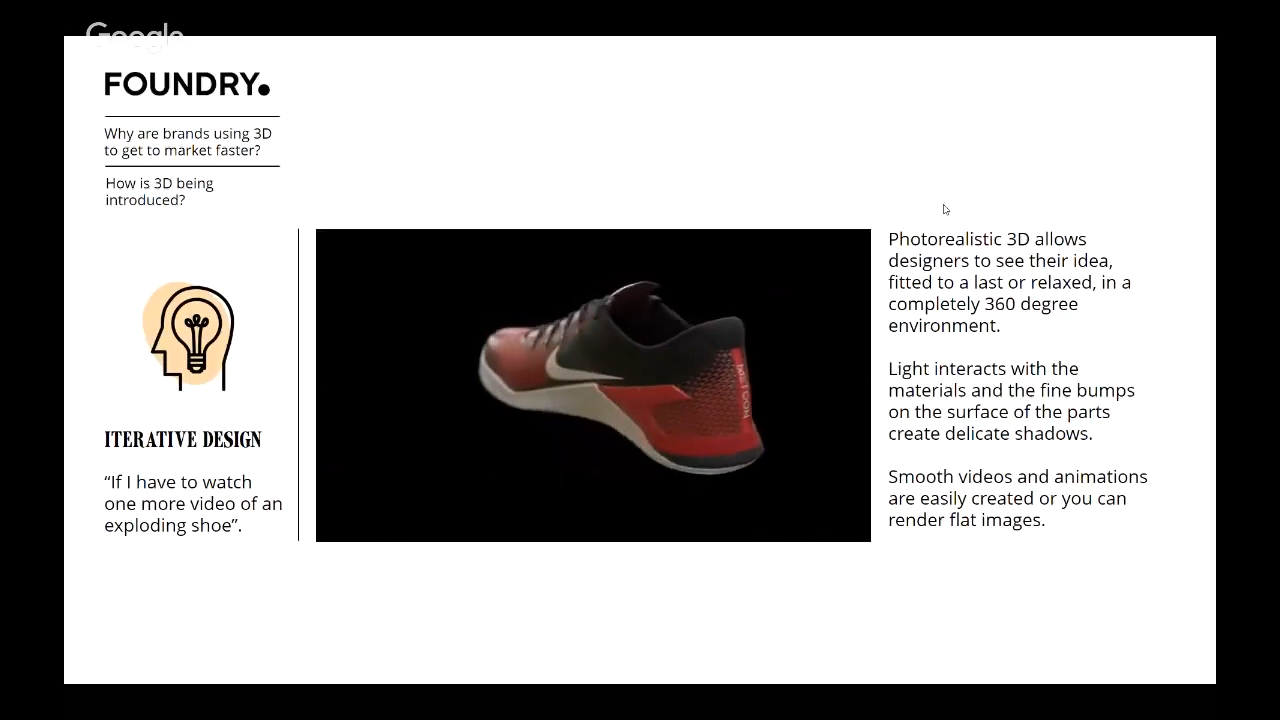 Google
FOUNDRY.
Why are brands using 3D
to get to market faster?
How is 3D being
introduced?
ITERATIVE DESIGN
“If I have to watch
one more video of an
exploding shoe”.
METCON
Photorealistic 3D allows
designers to see their idea,
fitted to a last or relaxed, in a
completely 360 degree
environment.
Light interacts with the
materials and the fine bumps
on the surface of the parts
create delicate shadows.
Smooth videos and animations
are easily created or you can
render flat images.